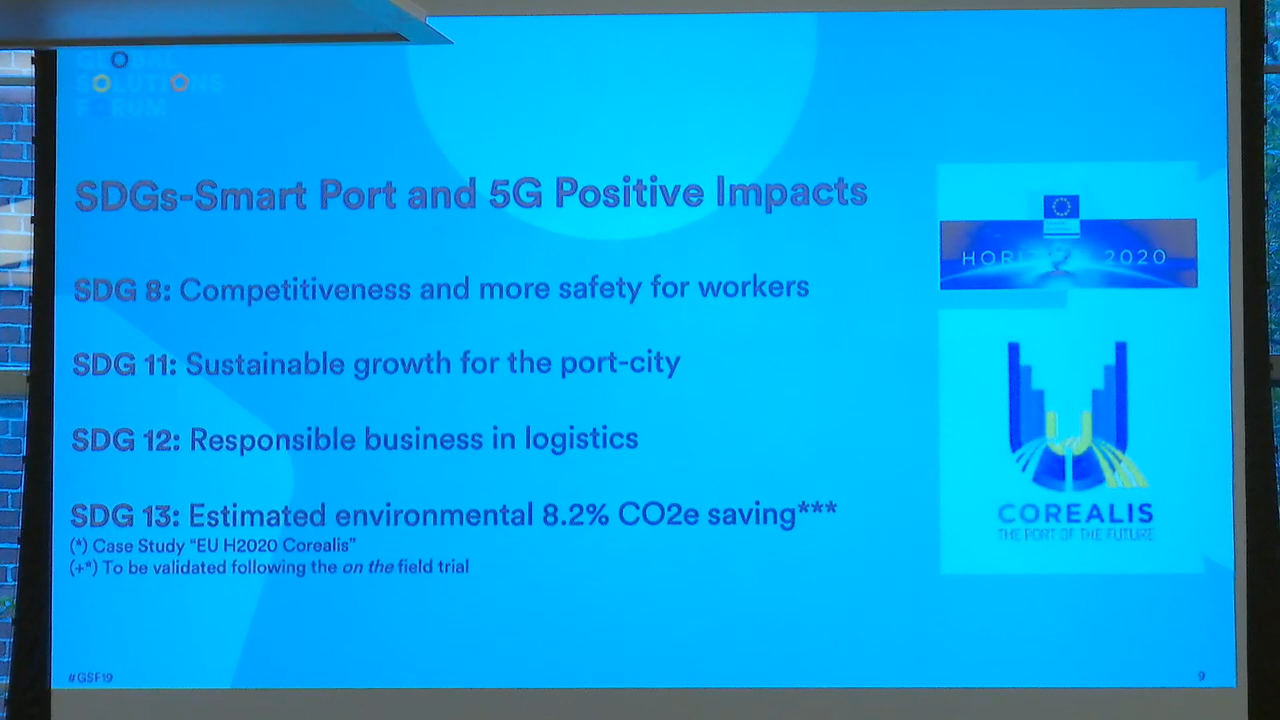 GLOBAL
SOLUTIONS
FORUM
SDGs-Smart Port and 5G Positive Impacts
HORIZ 2020
SDG 8: Competitiveness and more safety for workers
SDG 11: Sustainable growth for the port-city
SDG 12: Responsible business in logistics
SDG 13: Estimated environmental 8.2% CO2e saving***
(*) Case Study “EU H2020 Corealis”
(+*) To be validated following the on the field trial
COREALIS
THE PORT OF THE FUTURE
#GSF19
9